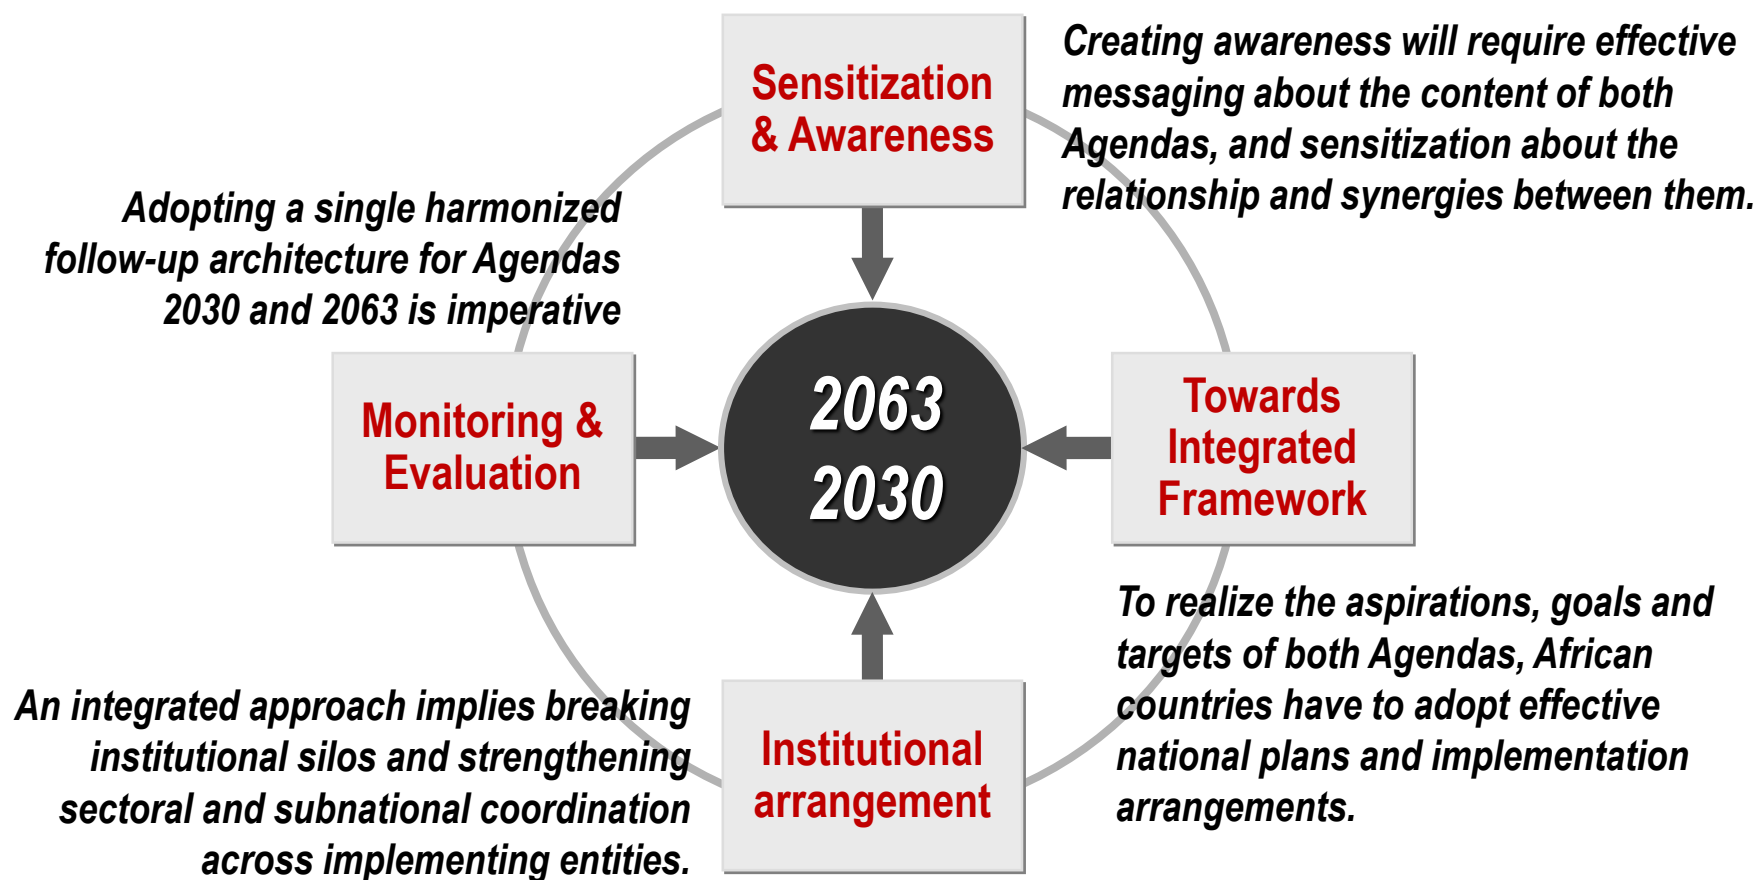 Sensitization
& Awareness
Creating awareness will require effective
messaging about the content of both
Agendas, and sensitization about the
relationship and synergies between them.
Adopting a single harmonized
follow-up architecture for Agendas
2030 and 2063 is imperative
Monitoring &
Evaluation
2063
2030
Towards
Integrated
Framework
To realize the aspirations, goals and
targets of both Agendas, African
countries have to adopt effective
national plans and implementation
arrangements.
An integrated approach implies breaking
institutional silos and strengthening
sectoral and subnational coordination
across implementing entities.
Institutional
arrangement